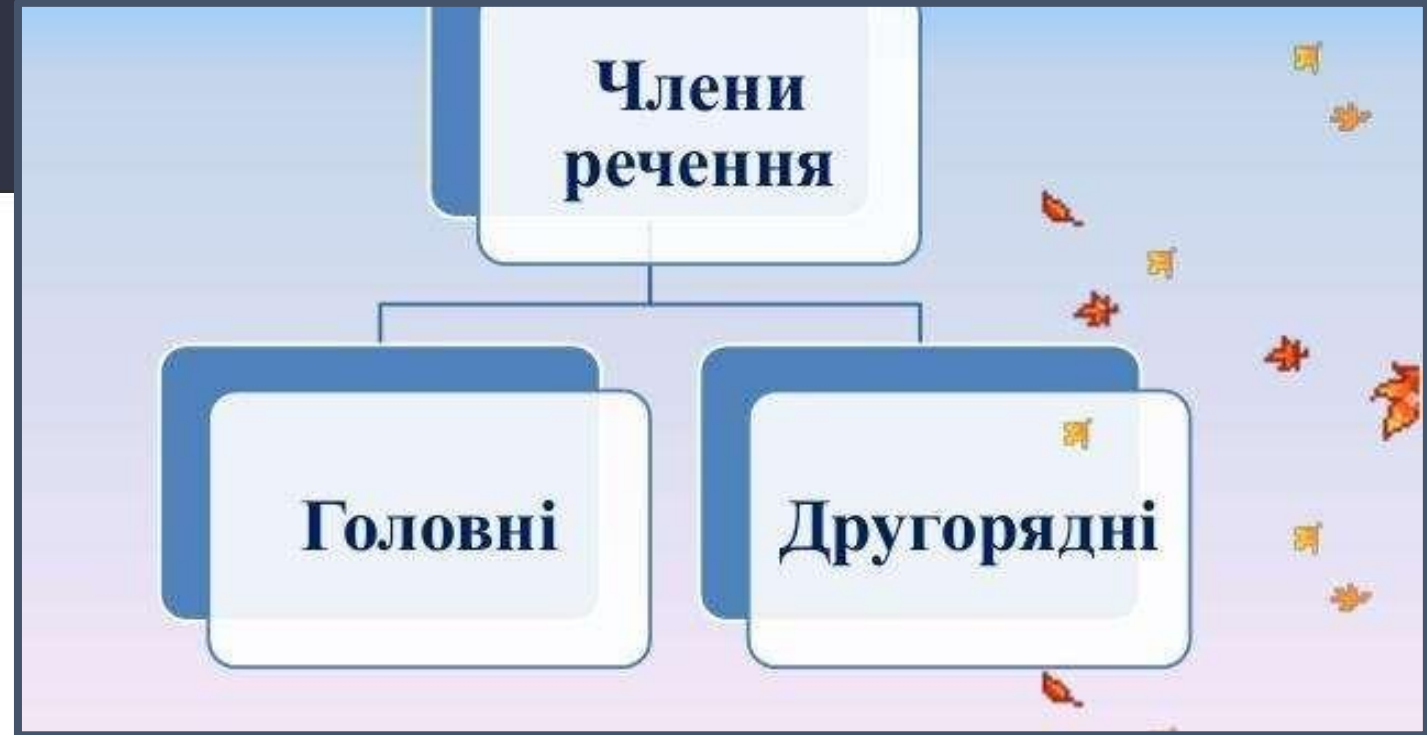 Члени
речення
Головні
Другорядні